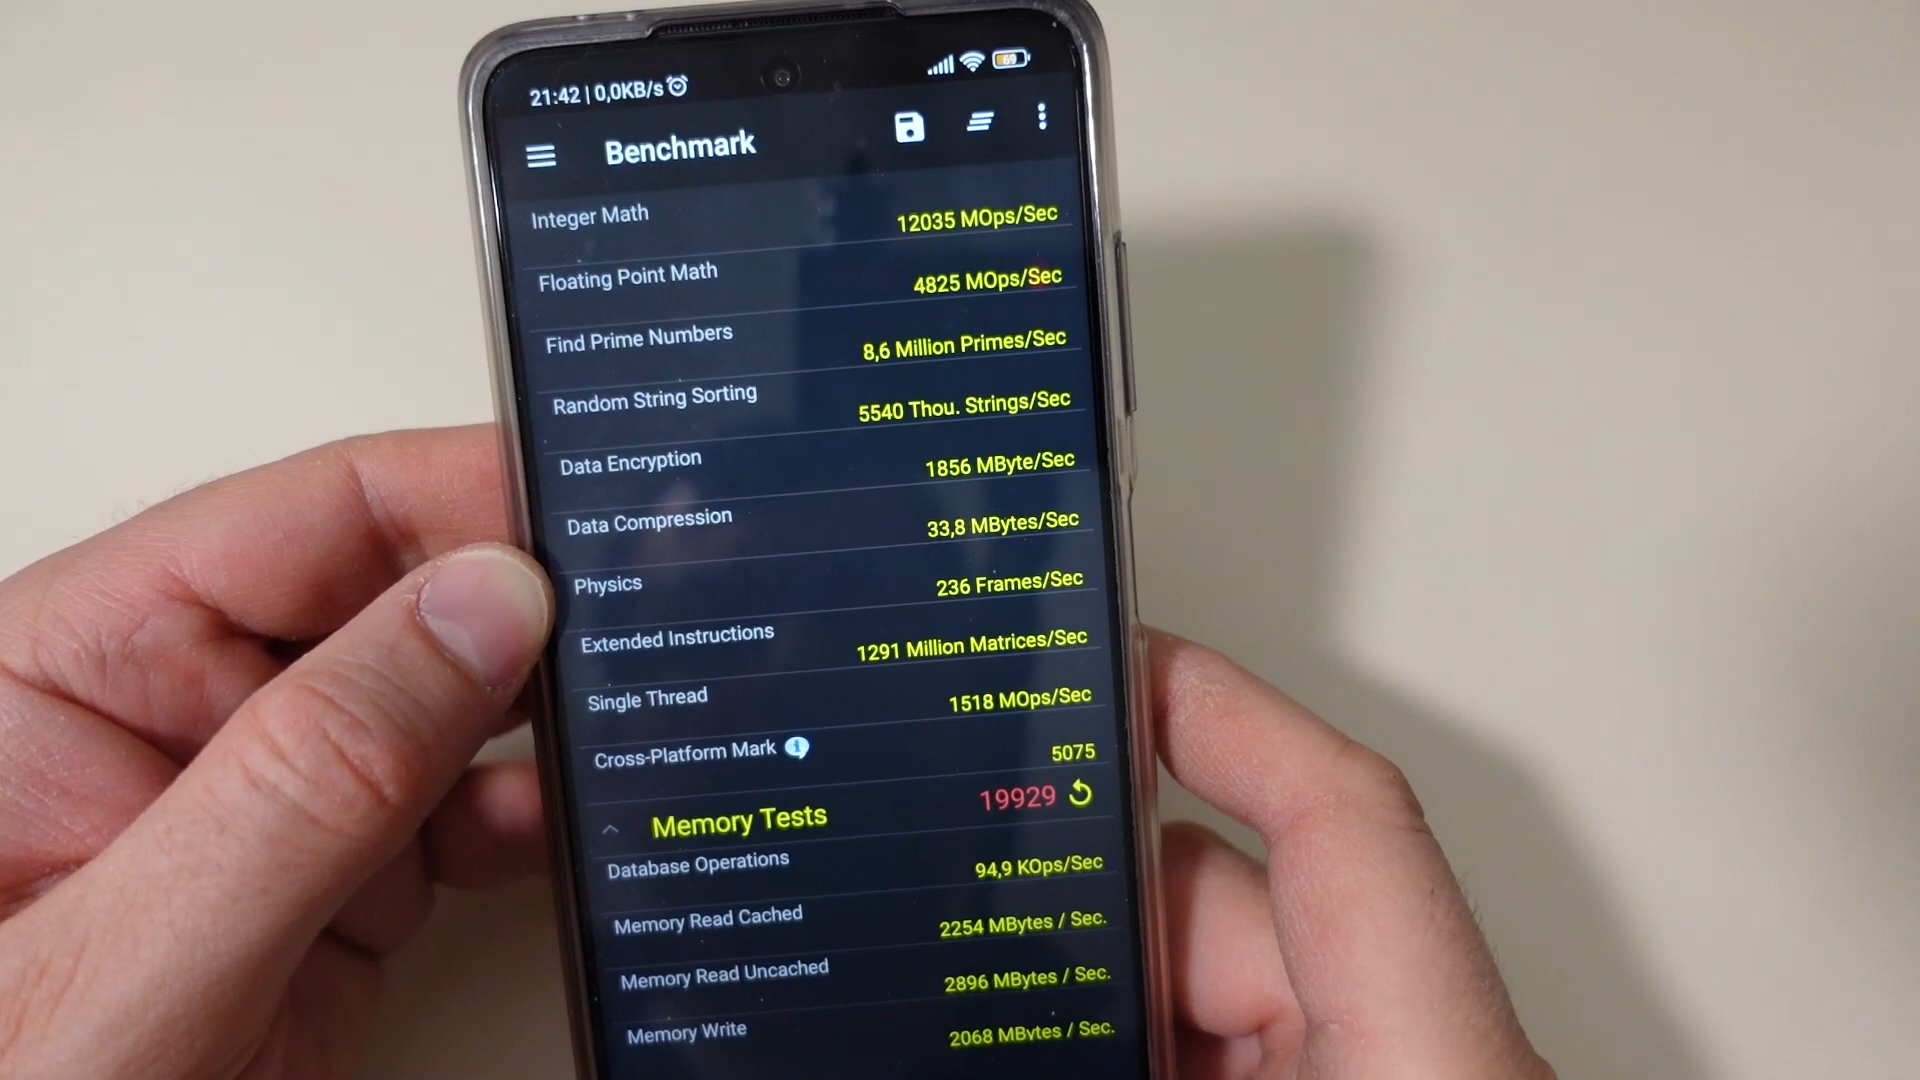 21:42 | 0,0KB/s
69
Benchmark
Integer Math
12035 MOps/Sec
Floating Point Math
4825 MOps/Sec
Find Prime Numbers
8,6 Million Primes/Sec
Random String Sorting
5540 Thou. Strings/Sec
Data Encryption
1856 MByte/Sec
Data Compression
33,8 MBytes/Sec
Physics
236 Frames/Sec
Extended Instructions
1291 Million Matrices/Sec
Single Thread
1518 MOps/Sec
Cross-Platform Mark
5075
Memory Tests
19929
Database Operations
94,9 KOps/Sec
Memory Read Cached
2254 MBytes / Sec.
Memory Read Uncached
2896 MBytes / Sec.
Memory Write
2068 MBytes / Sec.